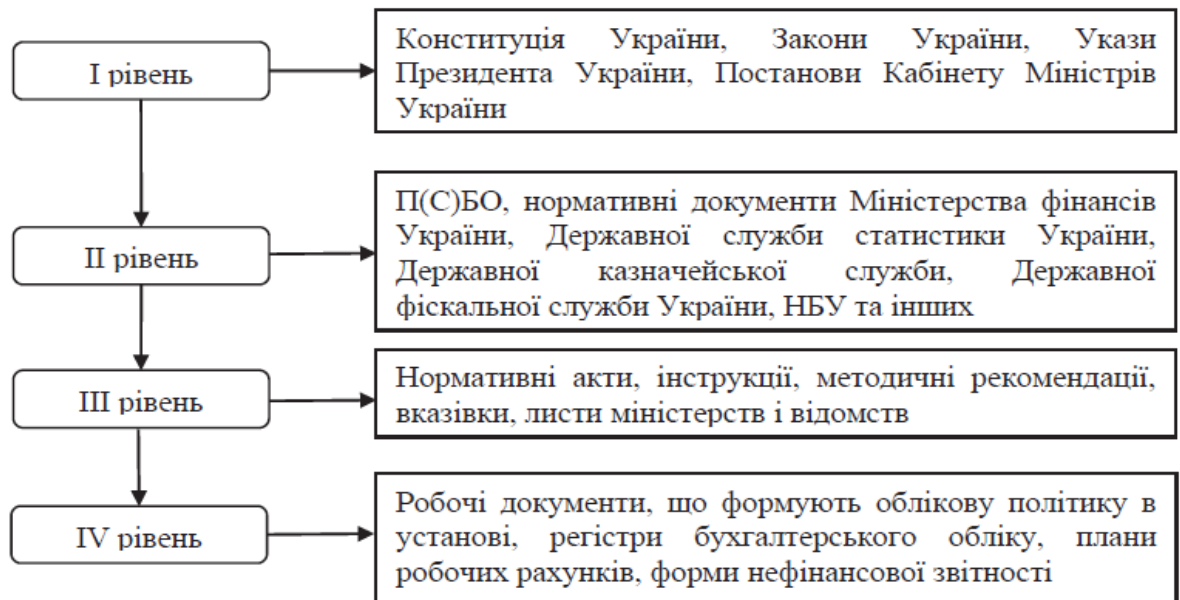 І рівень
Конституція України, Закони України, Укази
Президента України, Постанови Кабінету Міністрів
України
ІІ рівень
П(С)БО, нормативні документи Міністерства фінансів
України, Державної служби статистики України,
Державної казначейської служби, Державної
фіскальної служби України, НБУ та інших
ІІІ рівень
Нормативні акти, інструкції, методичні рекомендації,
вказівки, листи міністерств і відомств
IV рівень
Робочі документи, що формують облікову політику в
установі, регістри бухгалтерського обліку, плани
робочих рахунків, форми нефінансової звітності